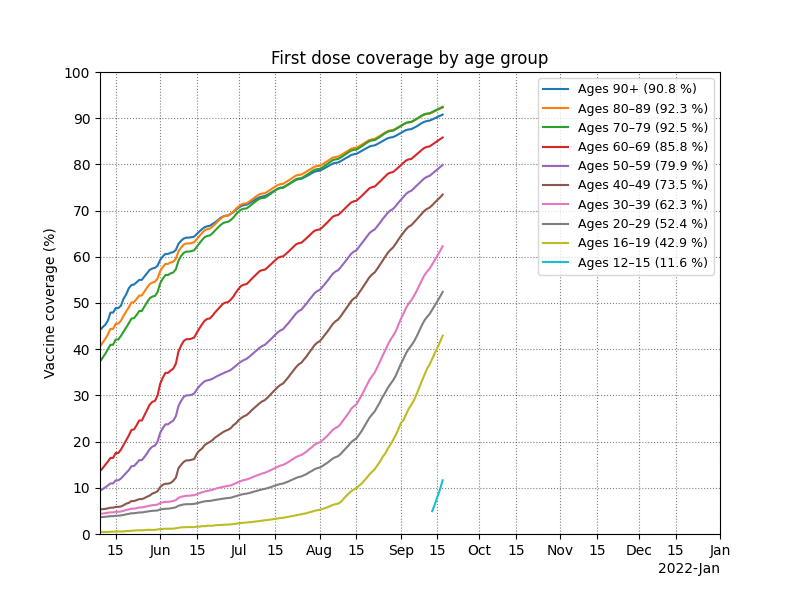 First dose coverage by age group
Vaccine coverage (%)
100
90
80
70
60
50
40
30
20
10
0
Ages 90+ (90.8 %)
Ages 80–89 (92.3 %)
Ages 70–79 (92.5 %)
Ages 60–69 (85.8 %)
Ages 50–59 (79.9 %)
Ages 40–49 (73.5 %)
Ages 30–39 (62.3 %)
Ages 20–29 (52.4 %)
Ages 16–19 (42.9 %)
Ages 12–15 (11.6 %)
15 Jun 15 Jul 15 Aug 15 Sep 15 Oct 15 Nov 15 Dec 15 Jan
2022-Jan